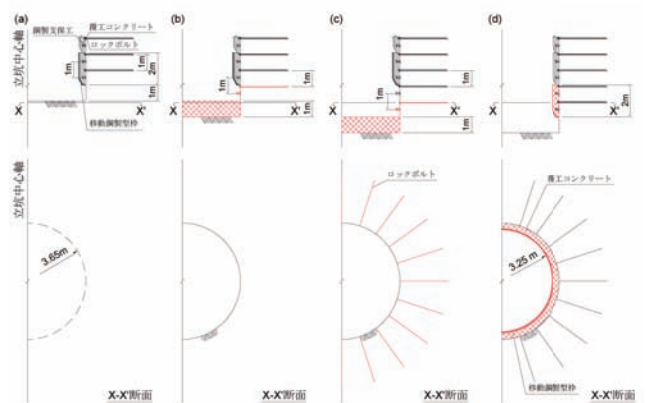 (a)
鋼製支保工
覆工コンクリート
ロックボルト
立坑中心軸
1m
1m
2m
1m
X
X'
移動鋼製型枠
(b)
1m
1m
1m
X
X'
(c)
1m
1m
1m
X
X'
(d)
2m
X
X'
立坑中心軸
3.65m
X-X'断面
X-X'断面
ロックボルト
X-X'断面
覆工コンクリート
3.25m
移動鋼製型枠
X-X'断面